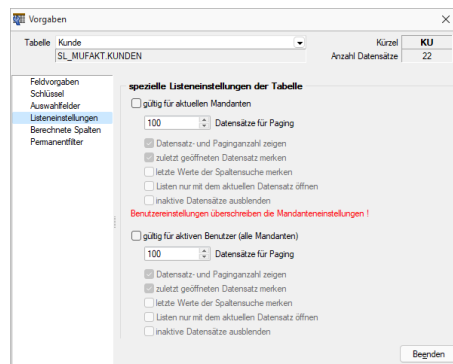 Vorgaben
Tabelle Kunde Kürzel KU
SL_MUFAKT.KUNDEN Anzahl Datensätze 22
Feldvorgaben
Schlüssel
Auswahlfelder
Listeneinstellungen
Berechnete Spalten
Permanentfilter
spezielle Listeneinstellungen der Tabelle
gültig für aktuellen Mandanten
100 Datensätze für Paging
Datensatz- und Paginganzahl zeigen
zuletzt geöffneten Datensatz merken
letzte Werte der Spaltensuche merken
Listen nur mit dem aktuellen Datensatz öffnen
inaktive Datensätze ausblenden
Benutzereinstellungen überschreiben die Mandanteneinstellungen !
gültig für aktiven Benutzer (alle Mandanten)
100 Datensätze für Paging
Datensatz- und Paginganzahl zeigen
zuletzt geöffneten Datensatz merken
letzte Werte der Spaltensuche merken
Listen nur mit dem aktuellen Datensatz öffnen
inaktive Datensätze ausblenden
Beenden